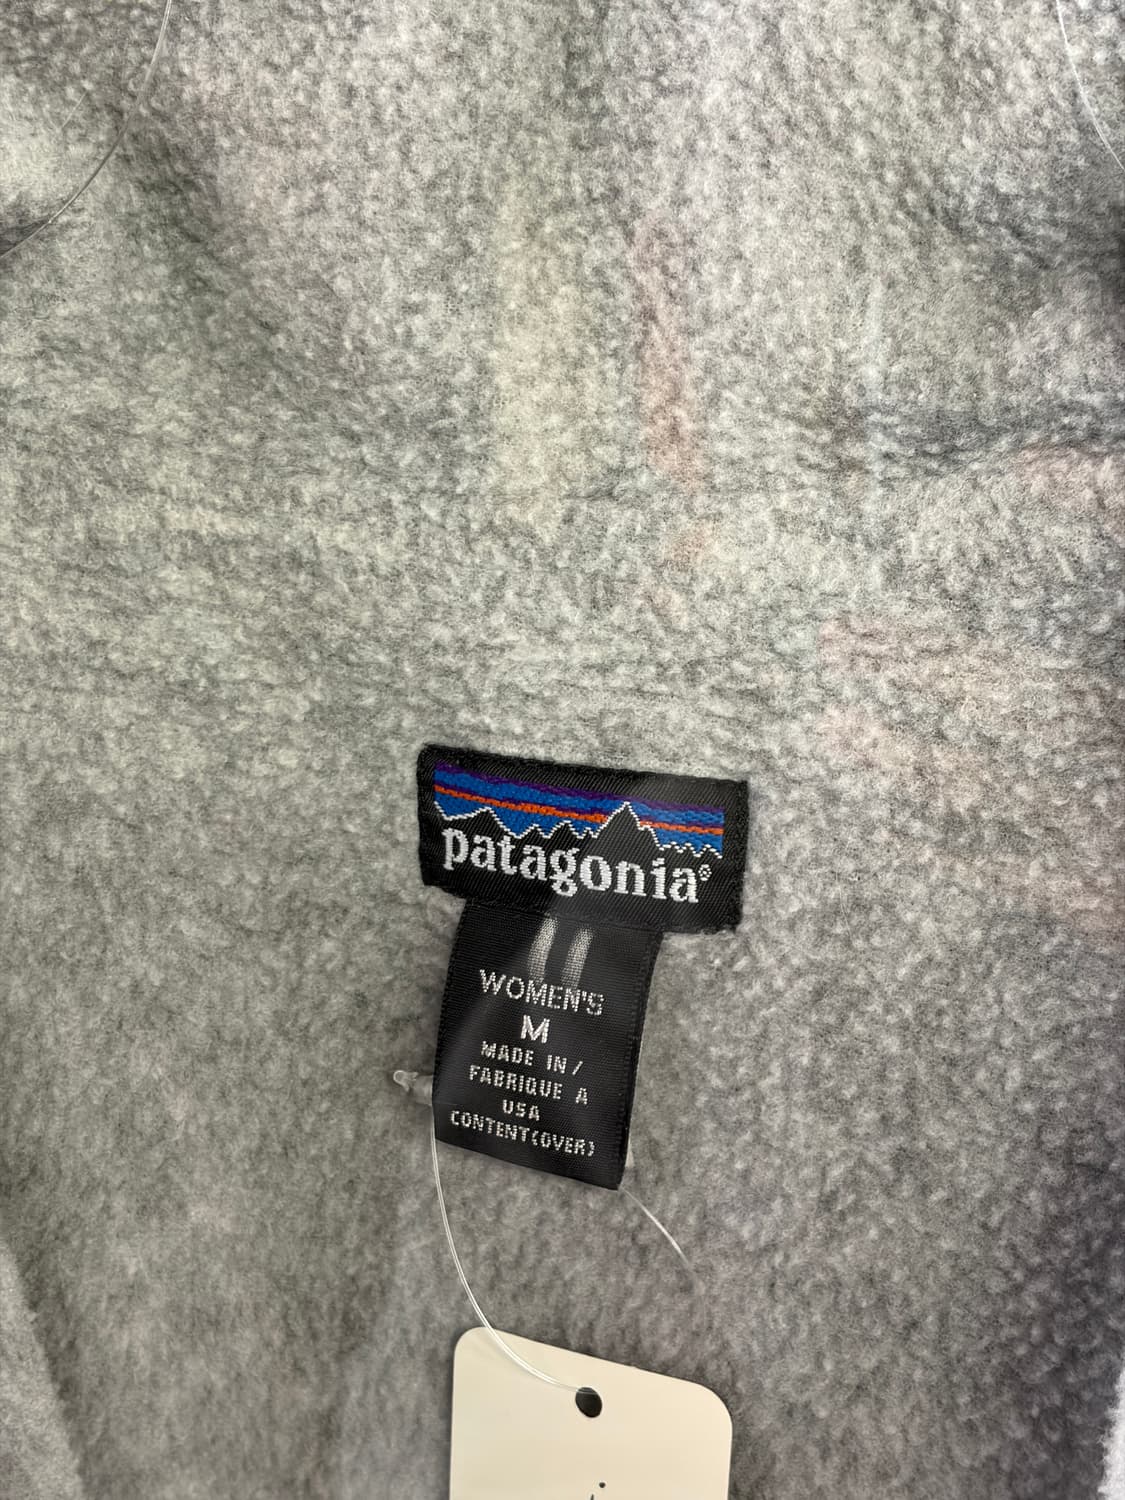 patagonia®
WOMEN'S
M
MADE IN /
FABRIQUE A
USA
CONTENT(OVER)